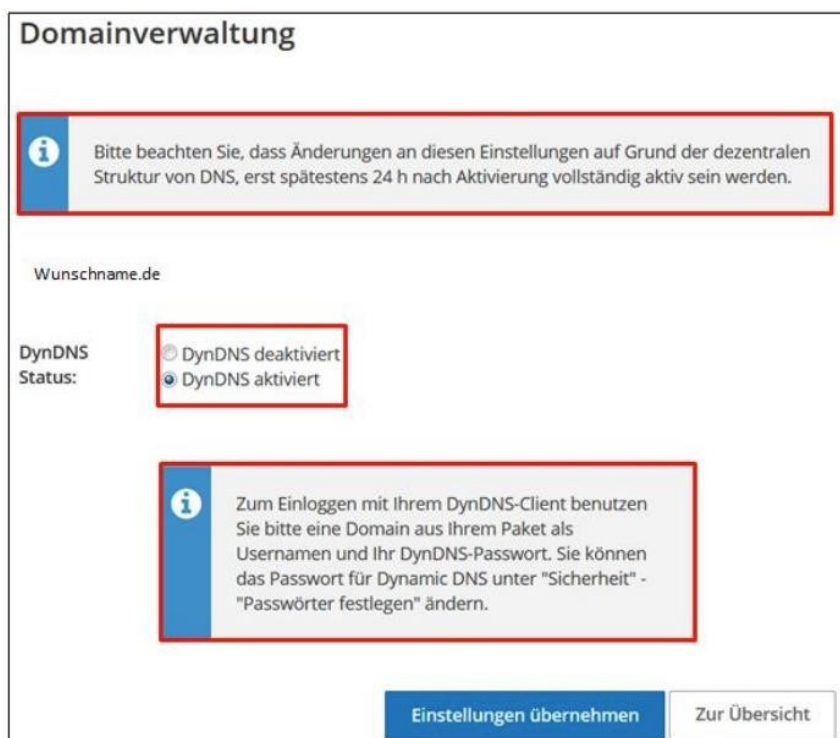 Domainverwaltung
Bitte beachten Sie, dass Änderungen an diesen Einstellungen auf Grund der dezentralen
Struktur von DNS, erst spätestens 24 h nach Aktivierung vollständig aktiv sein werden.
Wunschname.de
DynDNS
Status:
DynDNS deaktiviert
DynDNS aktiviert
Zum Einloggen mit Ihrem DynDNS-Client benutzen
Sie bitte eine Domain aus Ihrem Paket als
Usernamen und Ihr DynDNS-Passwort. Sie können
das Passwort für Dynamic DNS unter "Sicherheit" -
"Passwörter festlegen" ändern.
Einstellungen übernehmen
Zur Übersicht